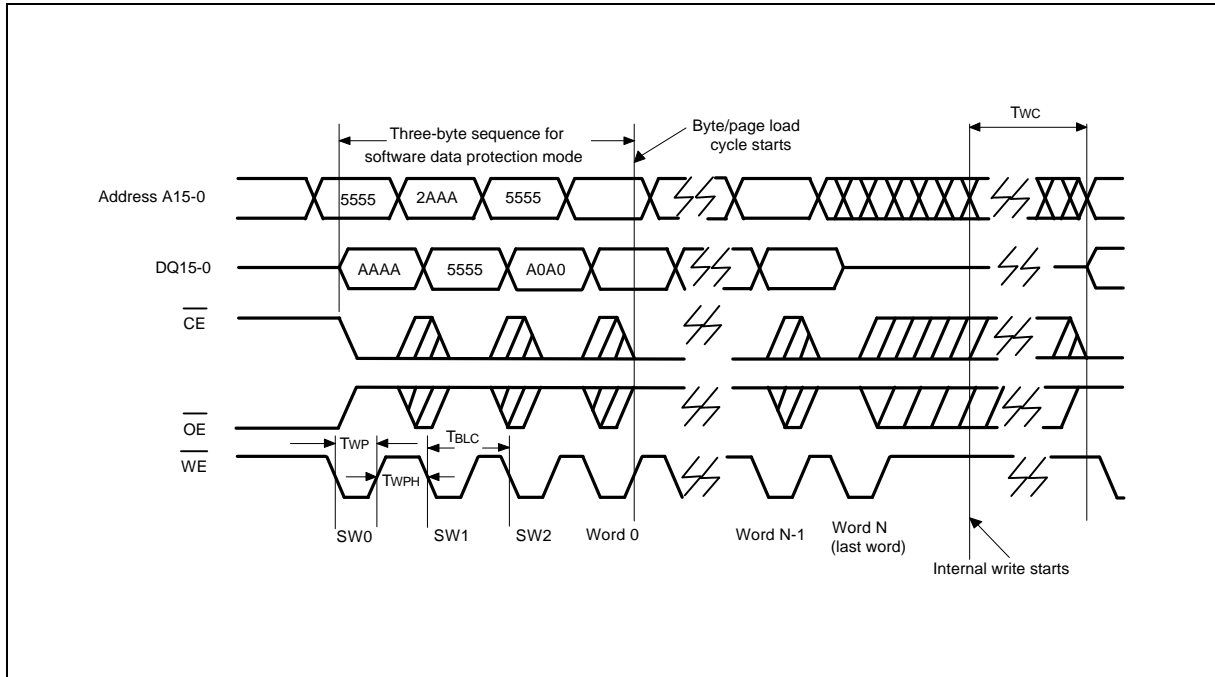 TWC
Byte/page load
cycle starts
Three-byte sequence for
software data protection mode
Address A15-0
5555
2AAA
5555
DQ15-0
AAAA
5555
A0A0
CE
OE
TWP
TBLC
WE
TWPH
SW0
SW1
SW2
Word 0
Word N-1
Word N
(last word)
Internal write starts